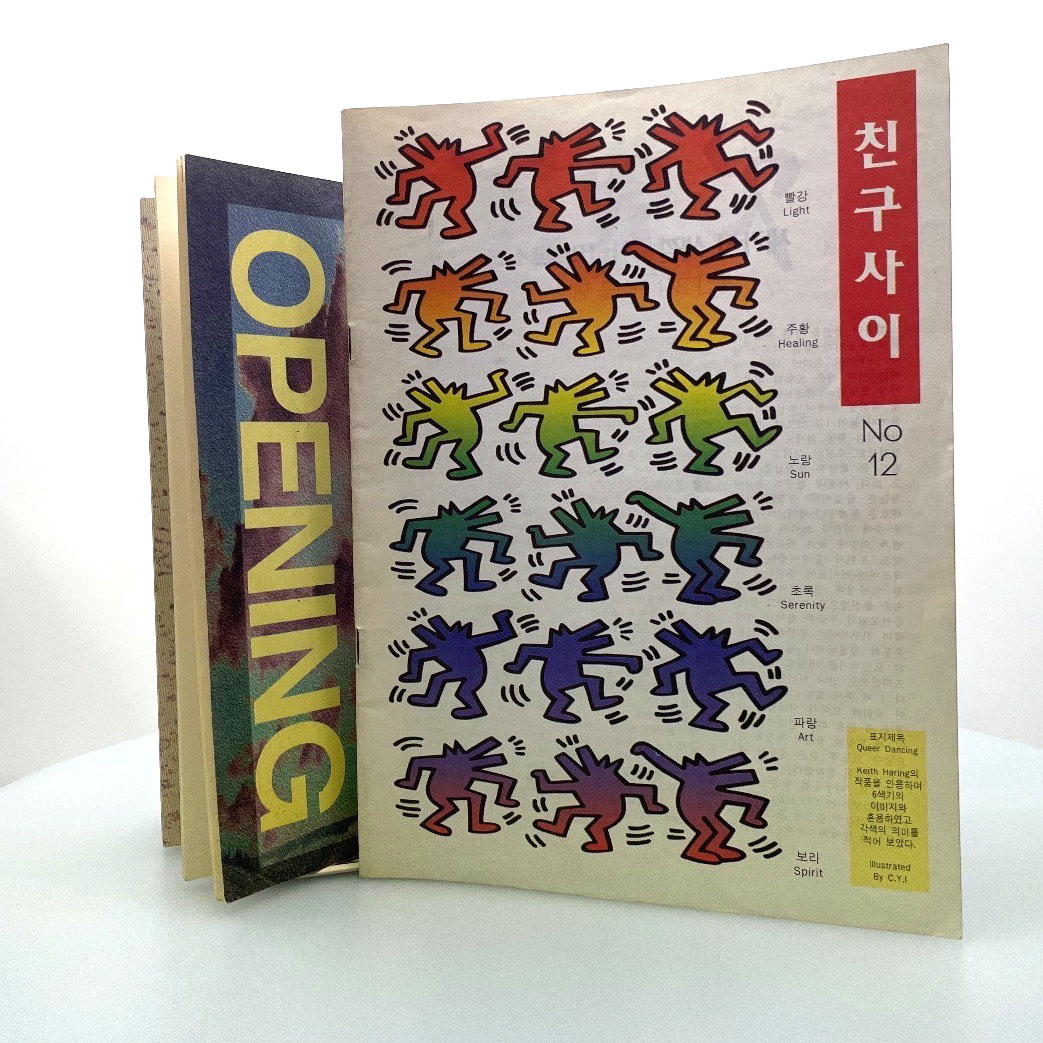 OPENING
친구사이
No
12
빨강
Light
주황
Healing
노랑
Sun
초록
Serenity
파랑
Art
보라
Spirit
표지제목
Queer Dancing
Keith Haring의
작품을 인용하여
6색기의
이미지와
혼용하였고
각색의 의미를
적어 보았다.
Illustrated
By C.Y.I